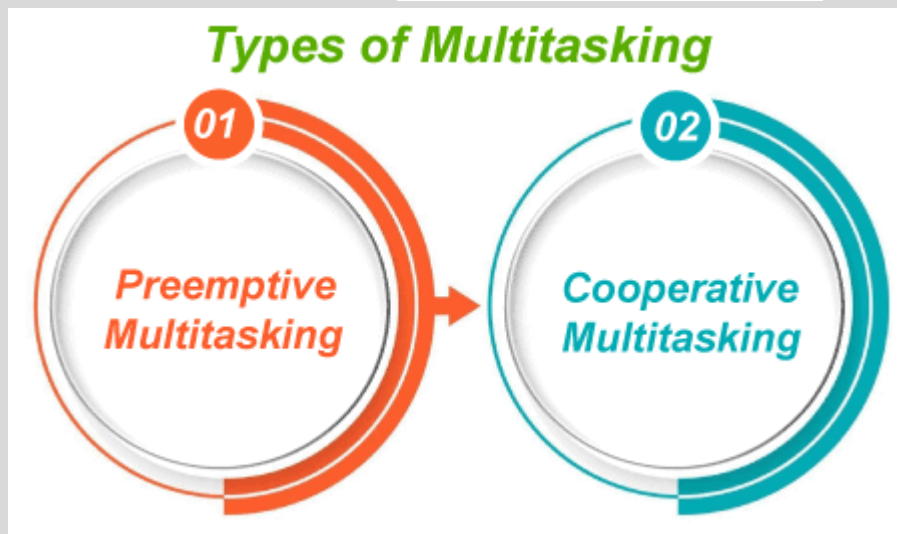 Types of Multitasking
01
Preemptive
Multitasking
02
Cooperative
Multitasking